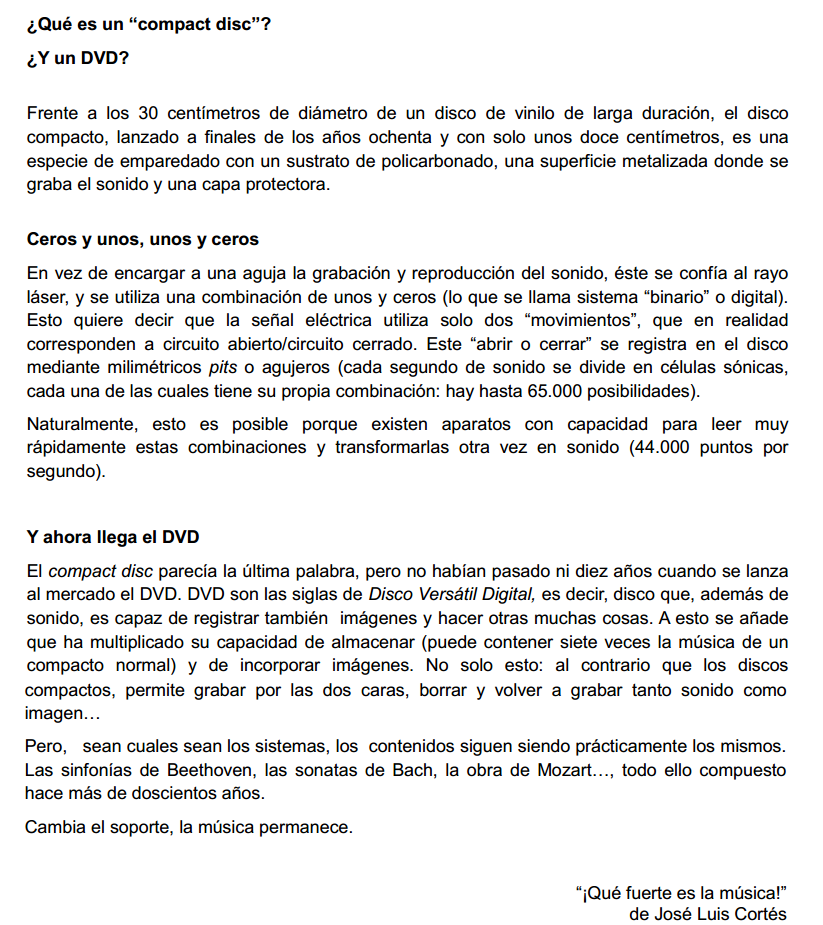 ¿Qué es un “compact disc”?
¿Y un DVD?
Frente a los 30 centímetros de diámetro de un disco de vinilo de larga duración, el disco
compacto, lanzado a finales de los años ochenta y con solo unos doce centímetros, es una
especie de emparedado con un sustrato de policarbonado, una superficie metalizada donde se
graba el sonido y una capa protectora.
Ceros y unos, unos y ceros
En vez de encargar a una aguja la grabación y reproducción del sonido, éste se confía al rayo
láser, y se utiliza una combinación de unos y ceros (lo que se llama sistema “binario” o digital).
Esto quiere decir que la señal eléctrica utiliza solo dos “movimientos”, que en realidad
corresponden a circuito abierto/circuito cerrado. Este “abrir o cerrar” se registra en el disco
mediante milimétricos pits o agujeros (cada segundo de sonido se divide en células sónicas,
cada una de las cuales tiene su propia combinación: hay hasta 65.000 posibilidades).
Naturalmente, esto es posible porque existen aparatos con capacidad para leer muy
rápidamente estas combinaciones y transformarlas otra vez en sonido (44.000 puntos por
segundo).
Y ahora llega el DVD
El compact disc parecía la última palabra, pero no habían pasado ni diez años cuando se lanza
al mercado el DVD. DVD son las siglas de Disco Versátil Digital, es decir, disco que, además de
sonido, es capaz de registrar también imágenes y hacer otras muchas cosas. A esto se añade
que ha multiplicado su capacidad de almacenar (puede contener siete veces la música de un
compacto normal) y de incorporar imágenes. No solo esto: al contrario que los discos
compactos, permite grabar por las dos caras, borrar y volver a grabar tanto sonido como
imagen…
Pero, sean cuales sean los sistemas, los contenidos siguen siendo prácticamente los mismos.
Las sinfonías de Beethoven, las sonatas de Bach, la obra de Mozart…, todo ello compuesto
hace más de doscientos años.
Cambia el soporte, la música permanece.
“¡Qué fuerte es la música!”
de José Luis Cortés